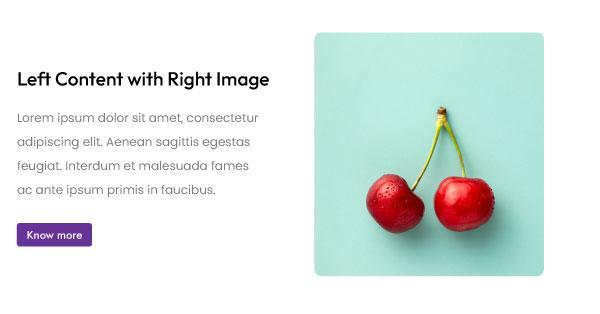 Left Content with Right Image
Lorem ipsum dolor sit amet, consectetur
adipiscing elit. Aenean sagittis egestas
feugiat. Interdum et malesuada fames
ac ante ipsum primis in faucibus.
Know more